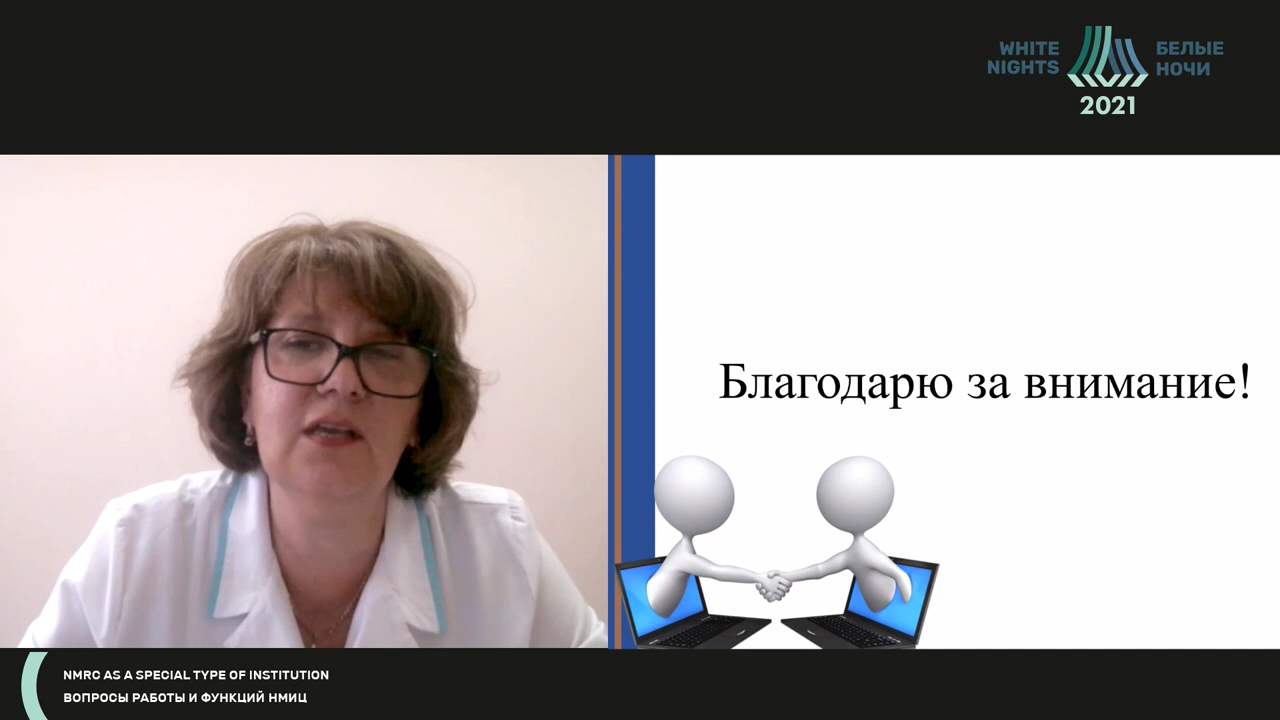 WHITE
NIGHTS
БЕЛЫЕ
НОЧИ
2021
Благодарю за внимание!
NMRC AS A SPECIAL TYPE OF INSTITUTION
ВОПРОСЫ РАБОТЫ И ФУНКЦИЙ НМИЦ